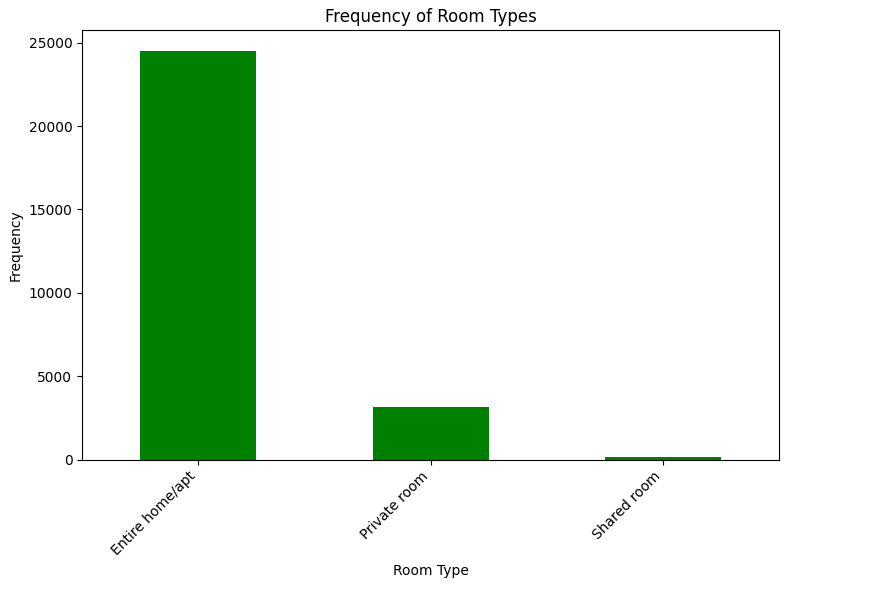 Frequency of Room Types
Frequency
25000
20000
15000
10000
5000
0
Entire home/apt
Private room
Shared room
Room Type